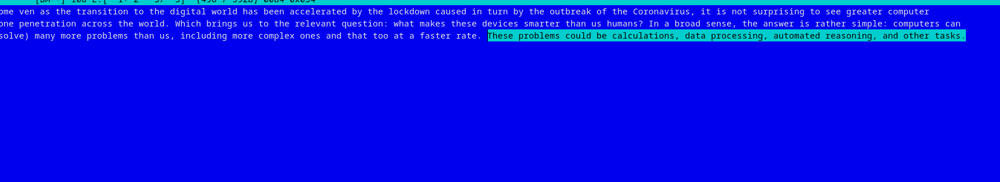 ome ven as the transition to the digital world has been accelerated by the lockdown caused in turn by the outbreak of the Coronavirus, it is not surprising to see greater computer
one penetration across the world. Which brings us to the relevant question: what makes these devices smarter than us humans? In a broad sense, the answer is rather simple: computers can
solve) many more problems than us, including more complex ones and that too at a faster rate. These problems could be calculations, data processing, automated reasoning, and other tasks.